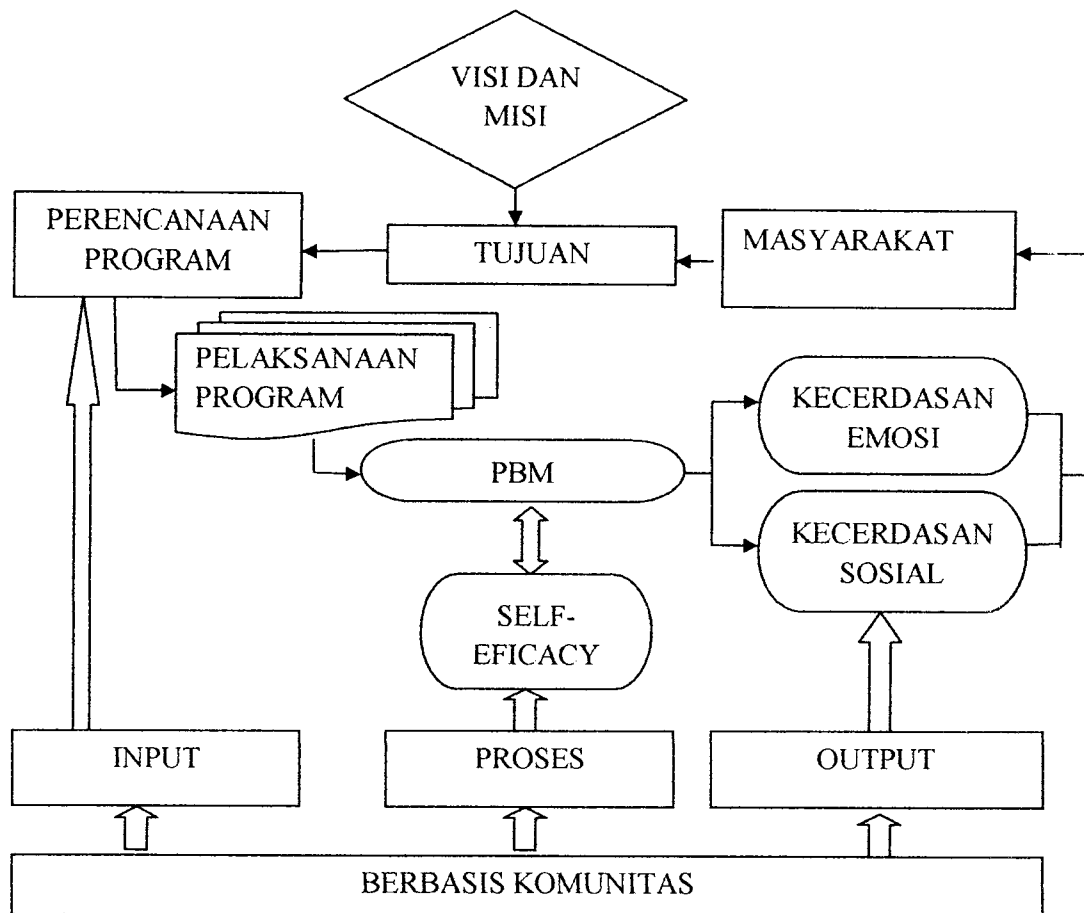 VISI DAN
MISI
PERENCANAAN
PROGRAM
TUJUAN
MASYARAKAT
PELAKSANAAN
PROGRAM
KECERDASAN
EMOSI
PBM
KECERDASAN
SOSIAL
SELF-
EFICACY
INPUT
PROSES
OUTPUT
BERBASIS KOMUNITAS